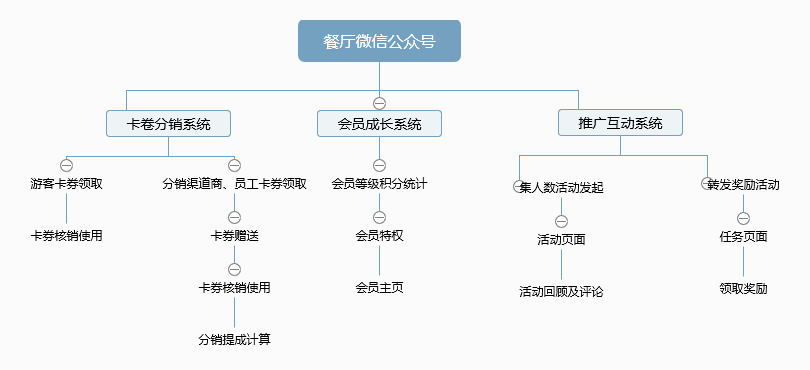 餐厅微信公众号
卡卷分销系统
会员成长系统
推广互动系统
游客卡券领取
分销渠道商、员工卡券领取
会员等级积分统计
集人数活动发起
转发奖励活动
卡券核销使用
卡券赠送
会员特权
活动页面
任务页面
卡券核销使用
会员主页
活动回顾及评论
领取奖励
分销提成计算